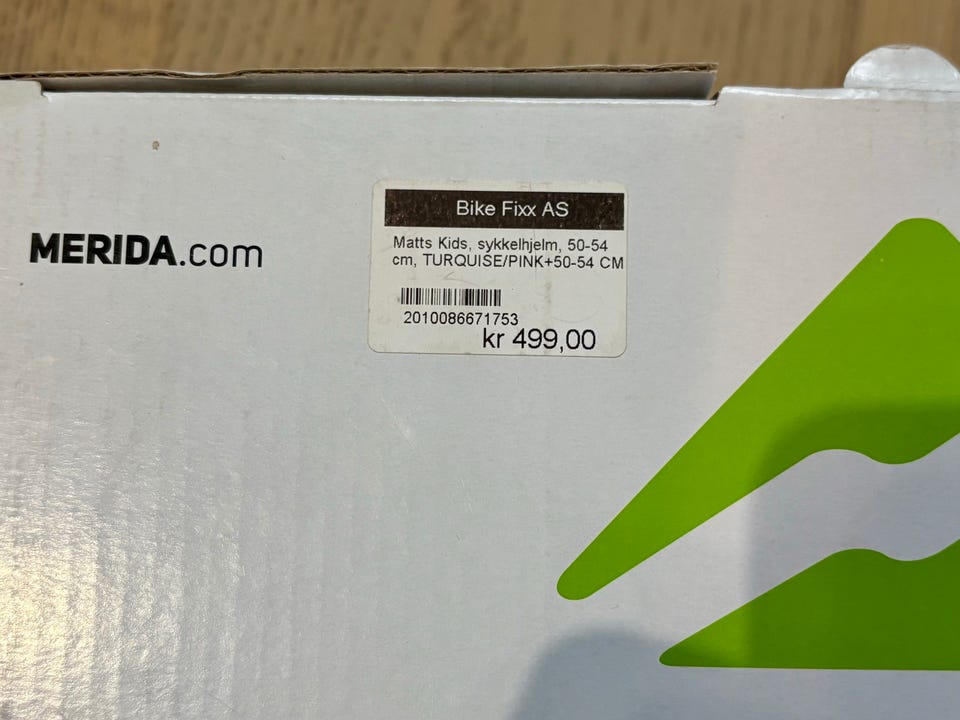 MERIDA.com
Bike Fixx AS
Matts Kids, sykkelhjelm, 50-54
cm, TURQUISE/PINK+50-54 CM
2010086671753
kr 499,00